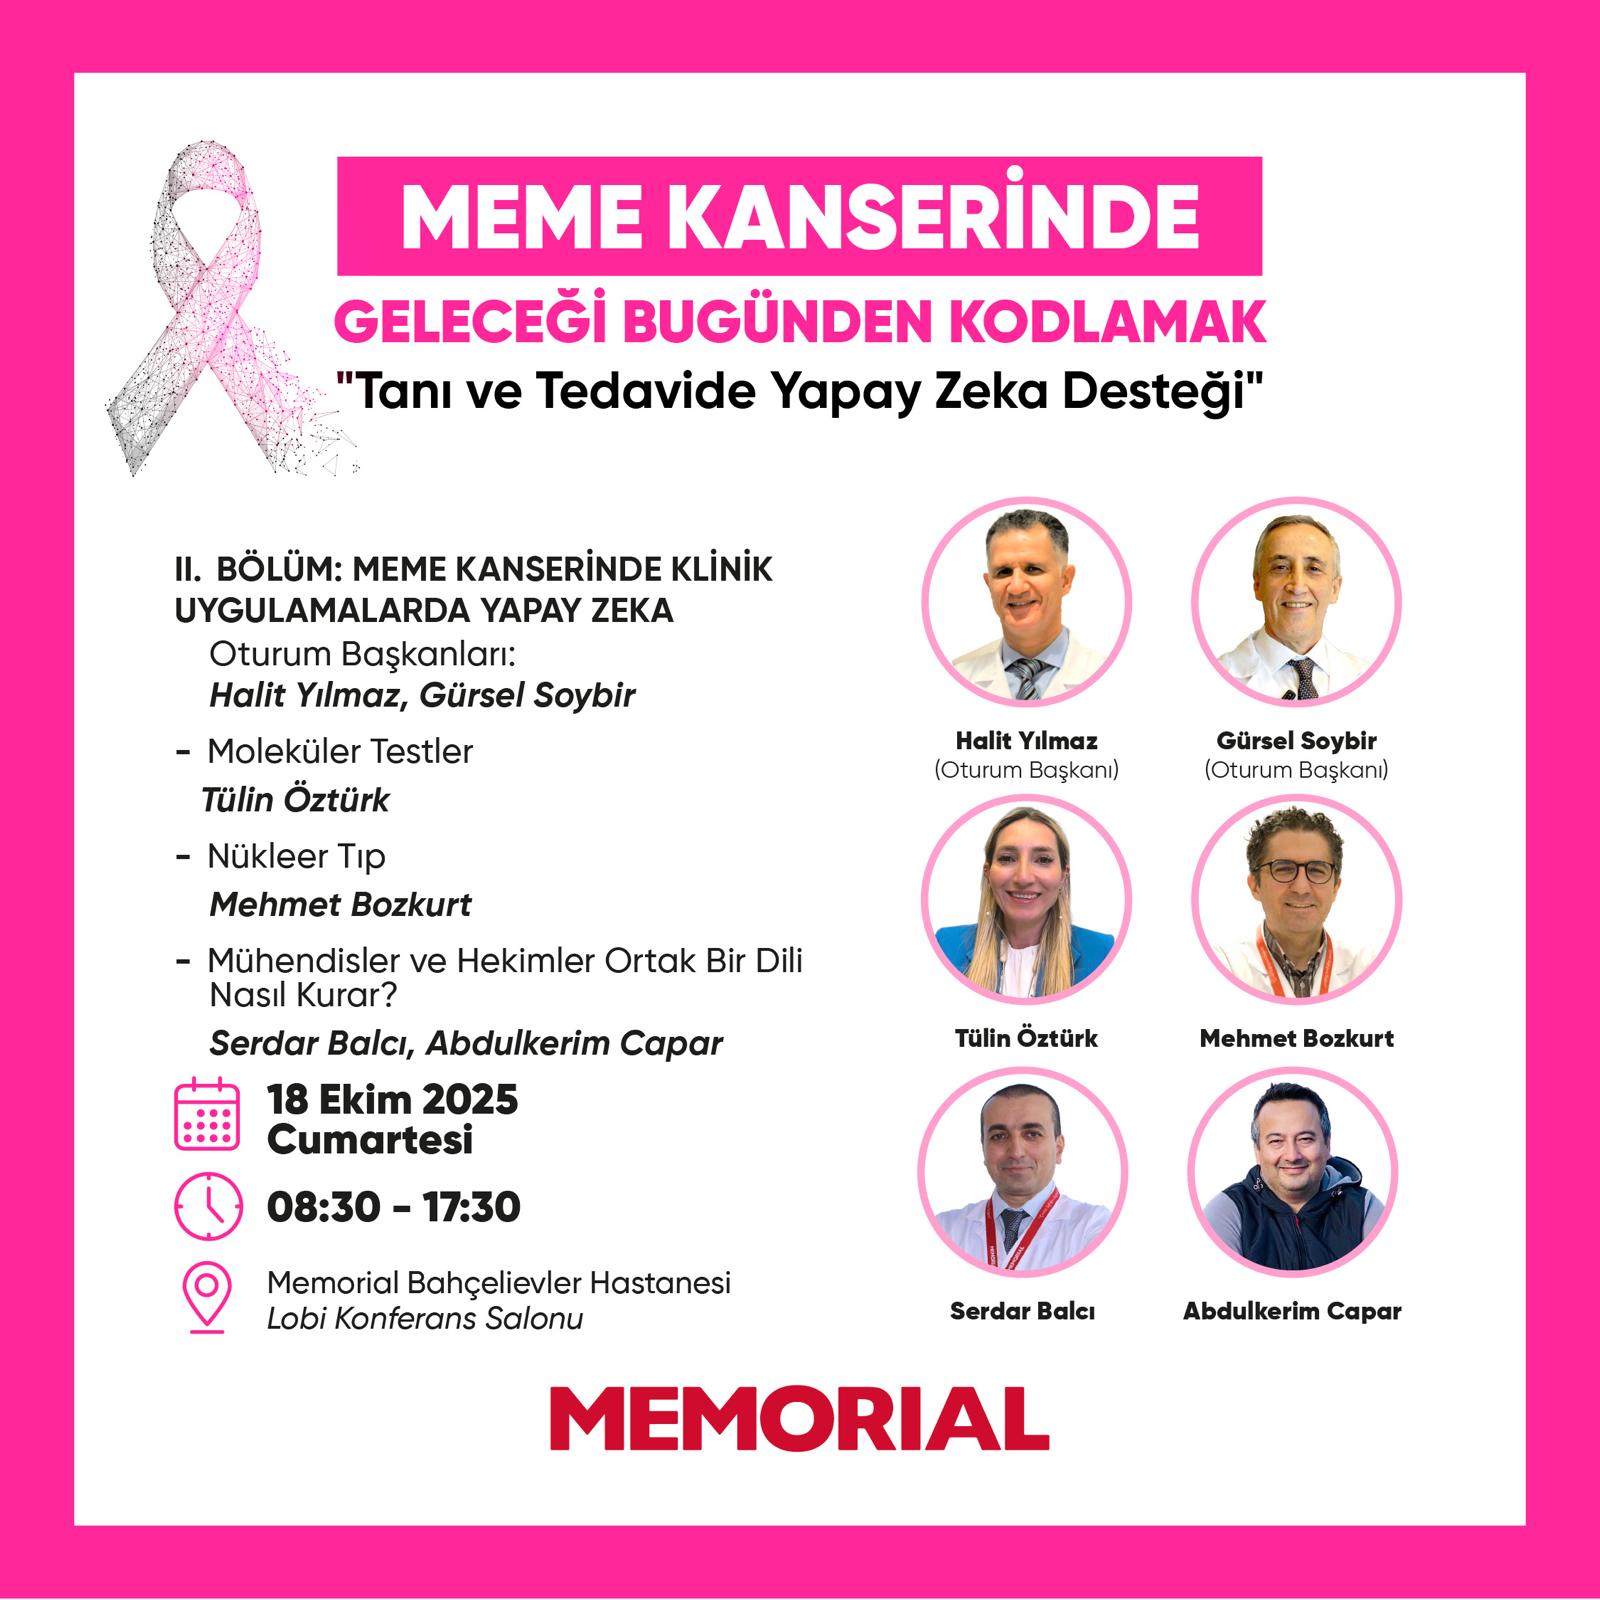 MEME KANSERİNDE
GELECEĞİ BUGÜNDEN KODLAMAK
"Tanı ve Tedavide Yapay Zeka Desteği"
II. BÖLÜM: MEME KANSERİNDE KLİNİK
UYGULAMALARDA YAPAY ZEKA
Oturum Başkanları:
Halit Yılmaz, Gürsel Soybir
- Moleküler Testler
Tülin Öztürk
- Nükleer Tıp
Mehmet Bozkurt
- Mühendisler ve Hekimler Ortak Bir Dili
Nasıl Kurar?
Serdar Balcı, Abdulkerim Capar
18 Ekim 2025
Cumartesi
08:30 - 17:30
Memorial Bahçelievler Hastanesi
Lobi Konferans Salonu
Halit Yılmaz
(Oturum Başkanı)
Gürsel Soybir
(Oturum Başkanı)
Tülin Öztürk
Mehmet Bozkurt
Serdar Balcı
Abdulkerim Capar
MEMORIAL